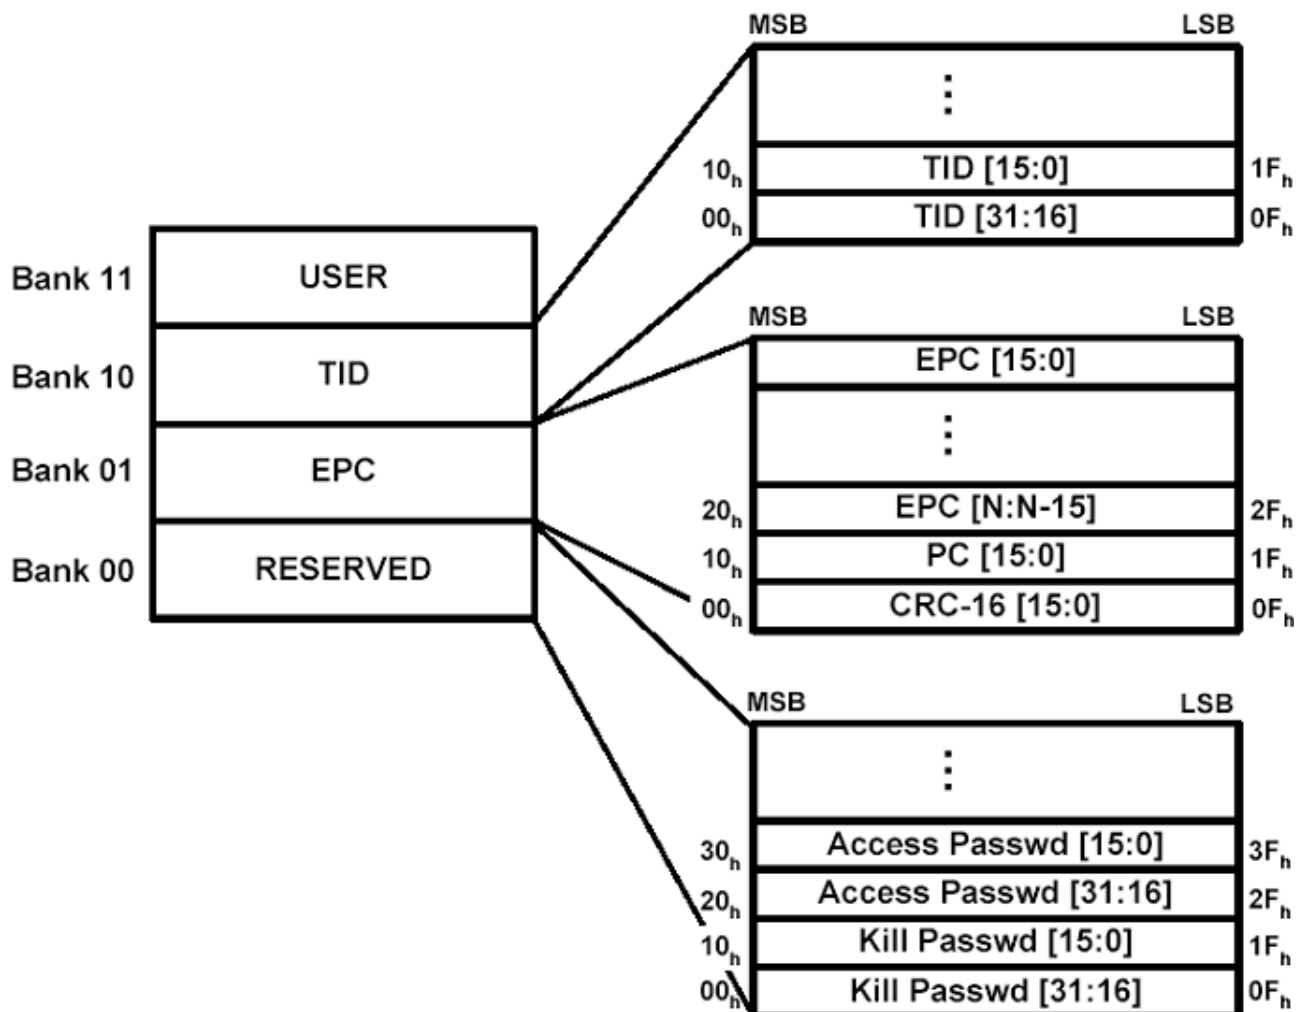 MSB LSB
⋮
10h TID [15:0] 1Fh
00h TID [31:16] 0Fh
Bank 11 USER
Bank 10 TID
Bank 01 EPC
Bank 00 RESERVED
MSB LSB
EPC [15:0]
⋮
20h EPC [N:N-15] 2Fh
10h PC [15:0] 1Fh
00h CRC-16 [15:0] 0Fh
MSB LSB
⋮
30h Access Passwd [15:0] 3Fh
20h Access Passwd [31:16] 2Fh
10h Kill Passwd [15:0] 1Fh
00h Kill Passwd [31:16] 0Fh